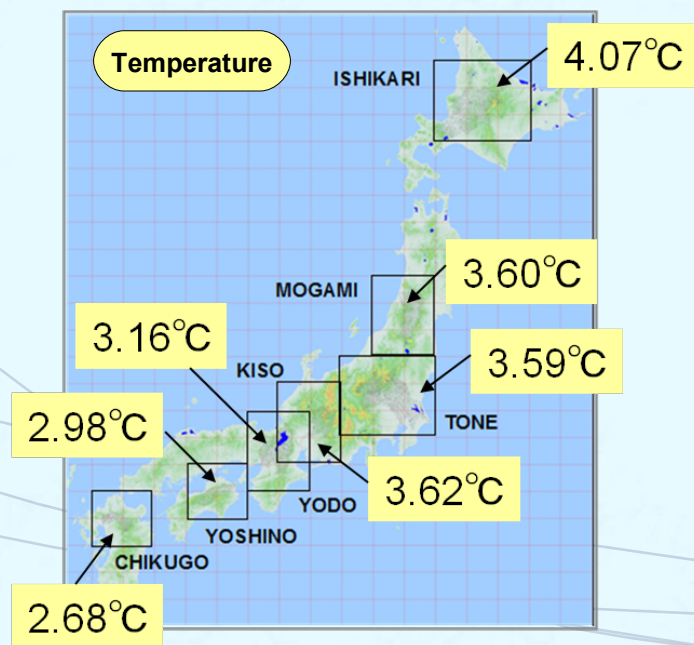 Temperature
4.07°C
ISHIKARI
3.60°C
MOGAMI
3.16°C
3.59°C
KISO
2.98°C
TONE
3.62°C
YODO
YOSHINO
CHIKUGO
2.68°C